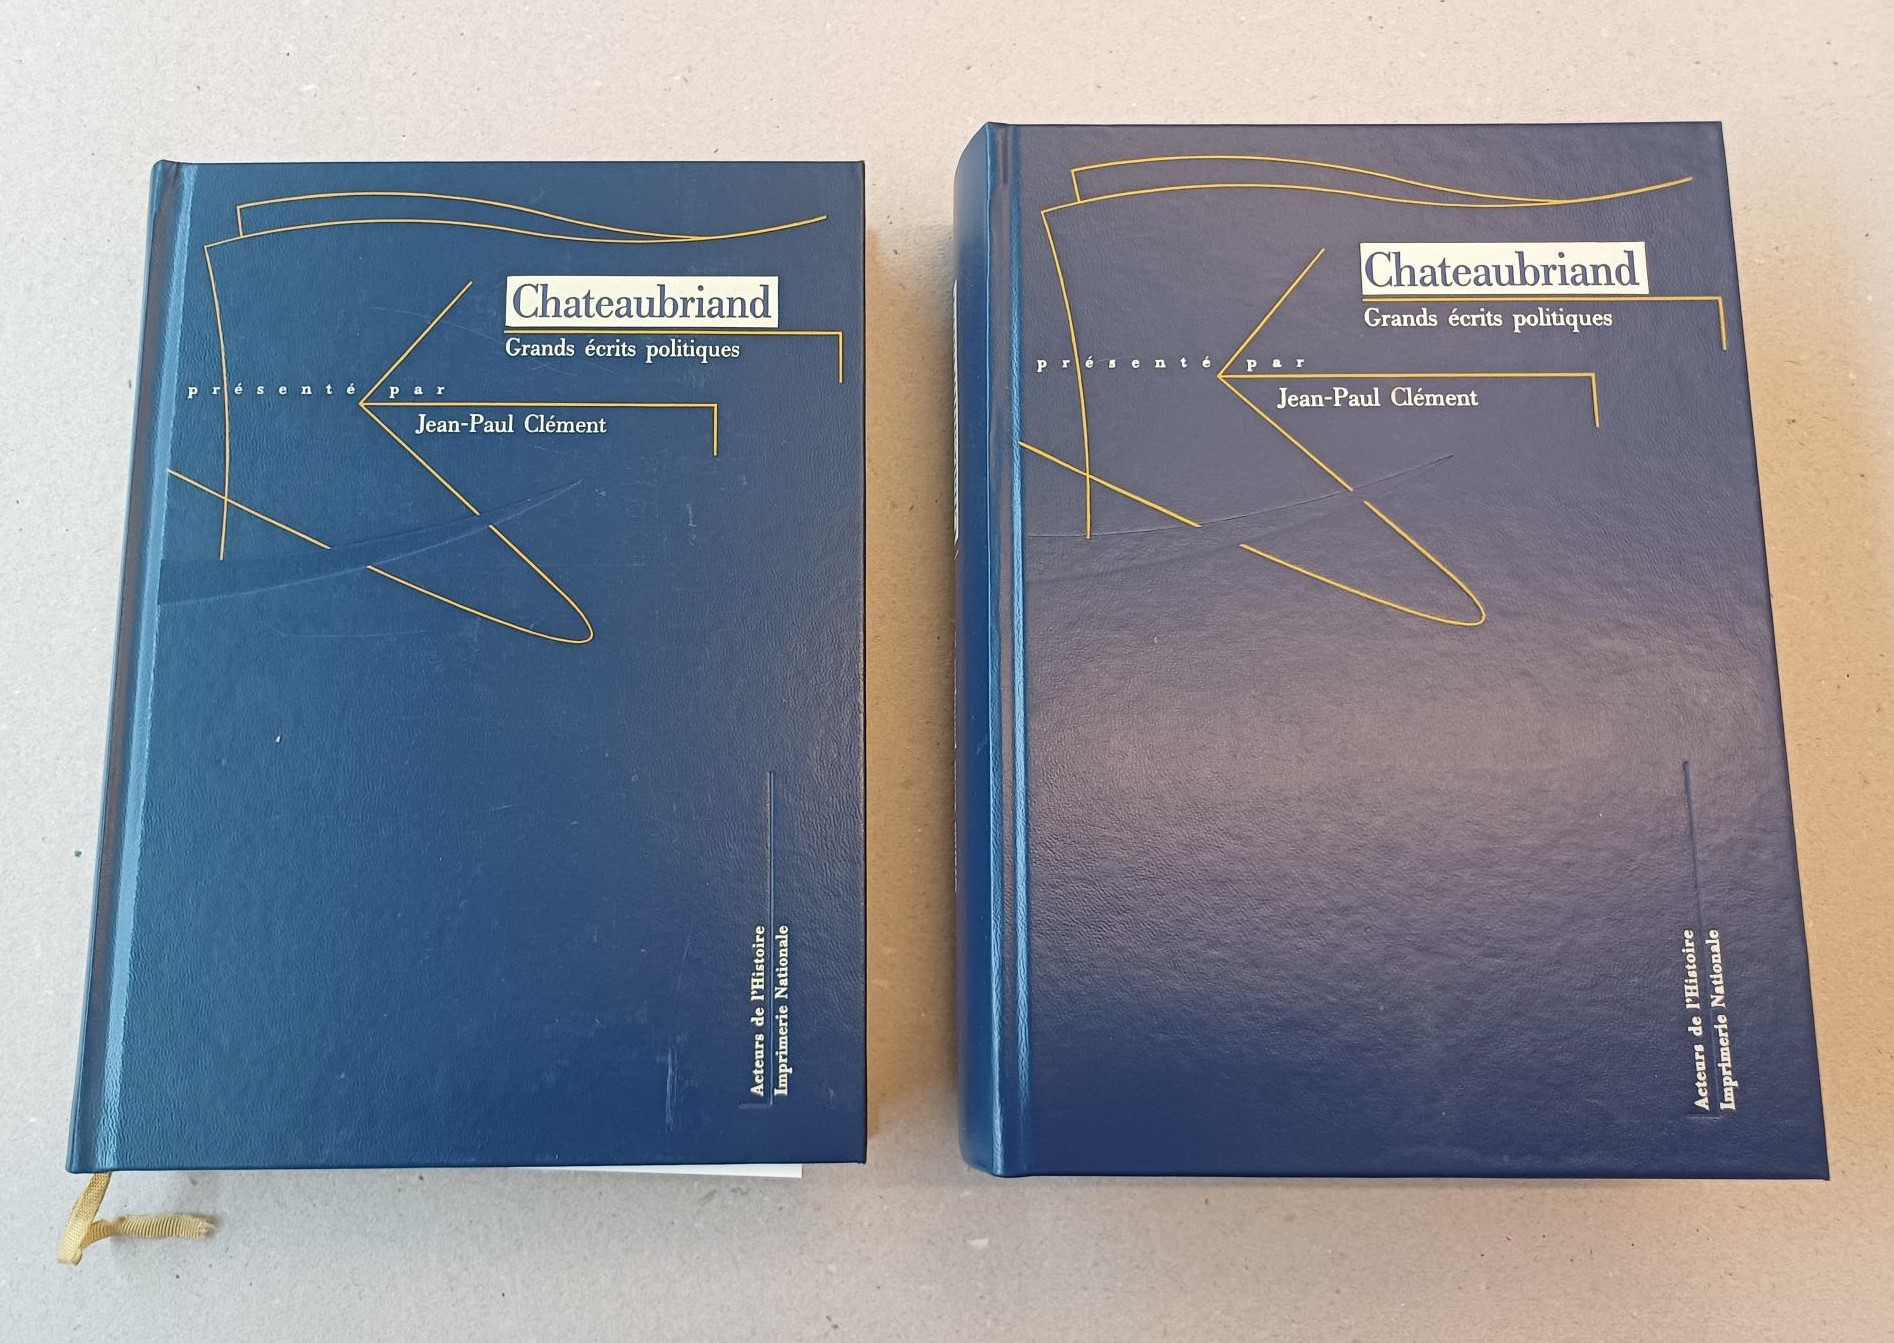 Chateaubriand
Grands écrits politiques
présenté par
Jean-Paul Clément
Acteurs de l'Histoire
Imprimerie Nationale
Chateaubriand
Grands écrits politiques
présenté par
Jean-Paul Clément
Acteurs de l'Histoire
Imprimerie Nationale